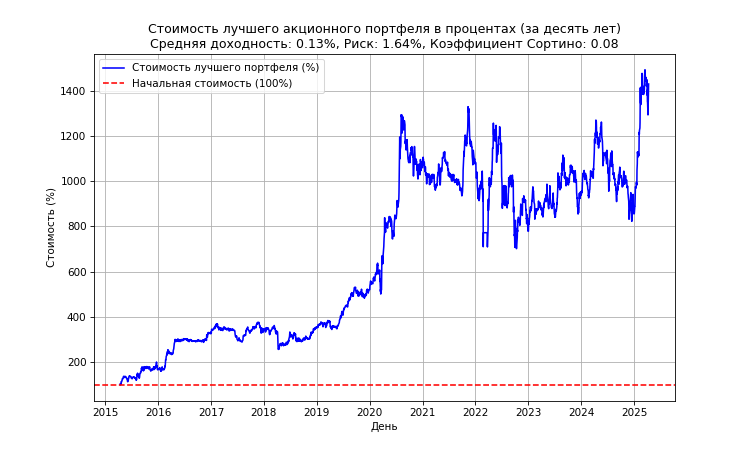 Стоимость лучшего акционного портфеля в процентах (за десять лет)
Средняя доходность: 0.13%, Риск: 1.64%, Коэффициент Сортино: 0.08
Стоимость лучшего портфеля (%)
Начальная стоимость (100%)
Стоимость (%)
1400
1200
1000
800
600
400
200
2015 2016 2017 2018 2019 2020 2021 2022 2023 2024 2025
День